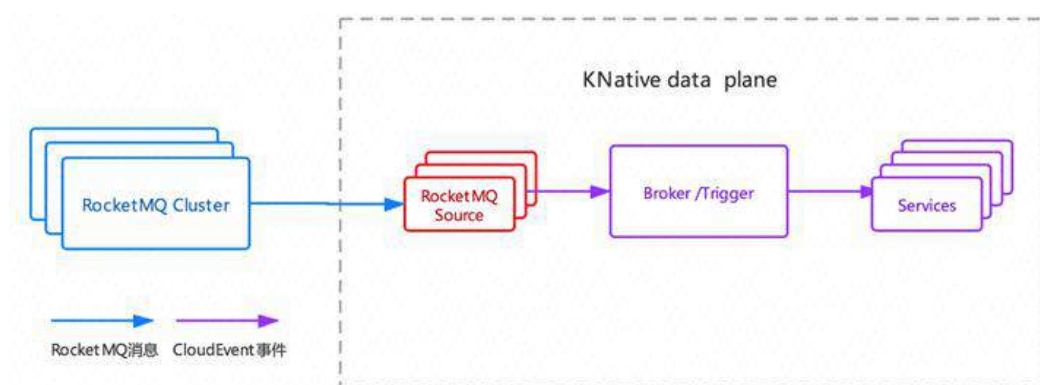 KNative data plane
RocketMQ Cluster
RocketMQ
Source
Broker /Trigger
Services
RocketMQ消息
CloudEvent事件